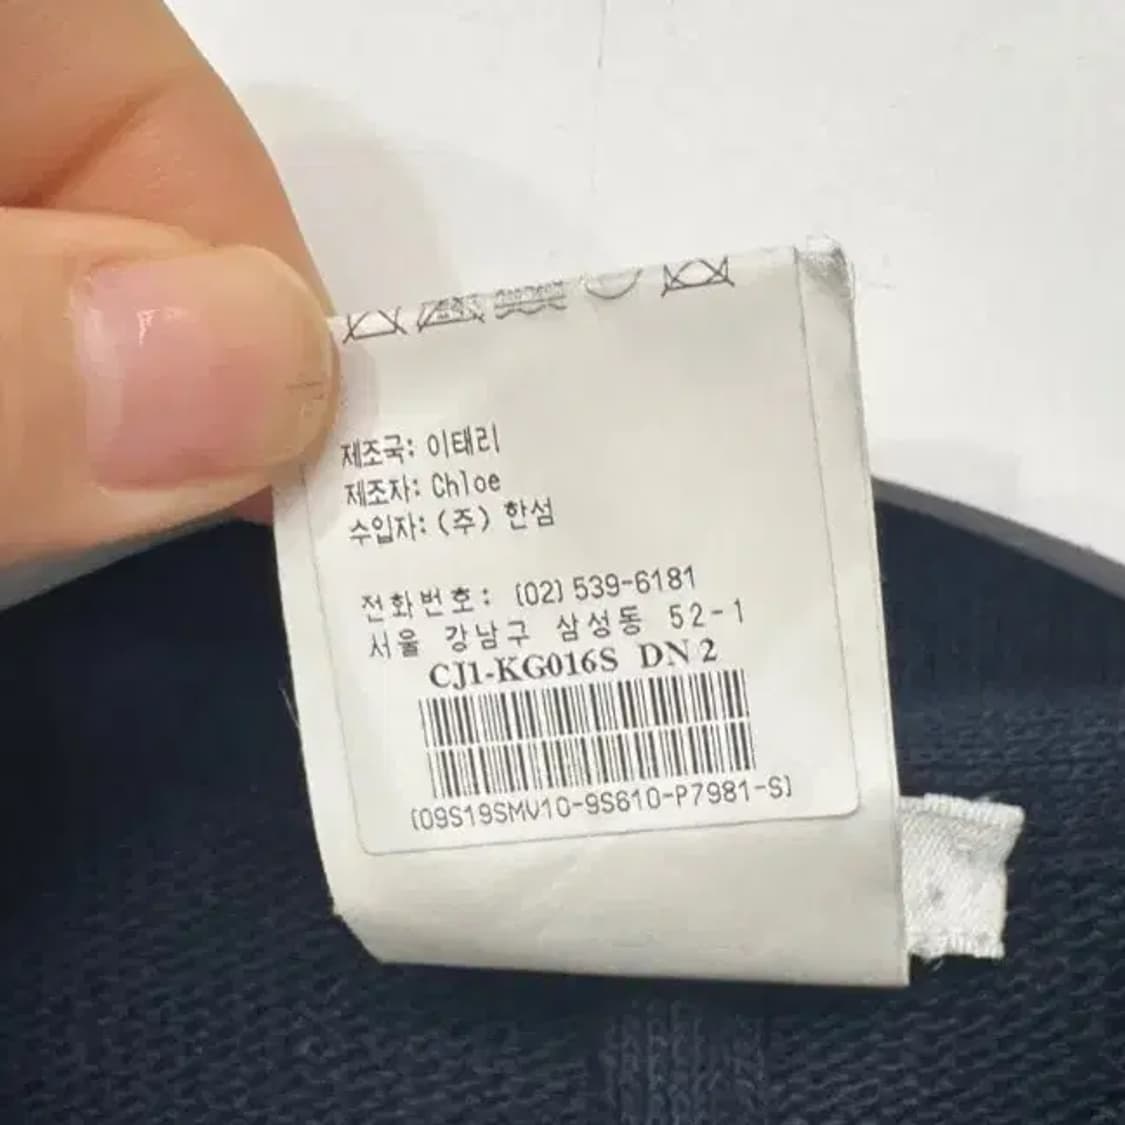 제조국: 이태리
제조자: Chloe
수입자: (주) 한섬
전화번호: (02) 539-6181
서울 강남구 삼성동 52-1
CJ1-KG016S DN 2
(09S19SMV10-9S610-P7981-S)